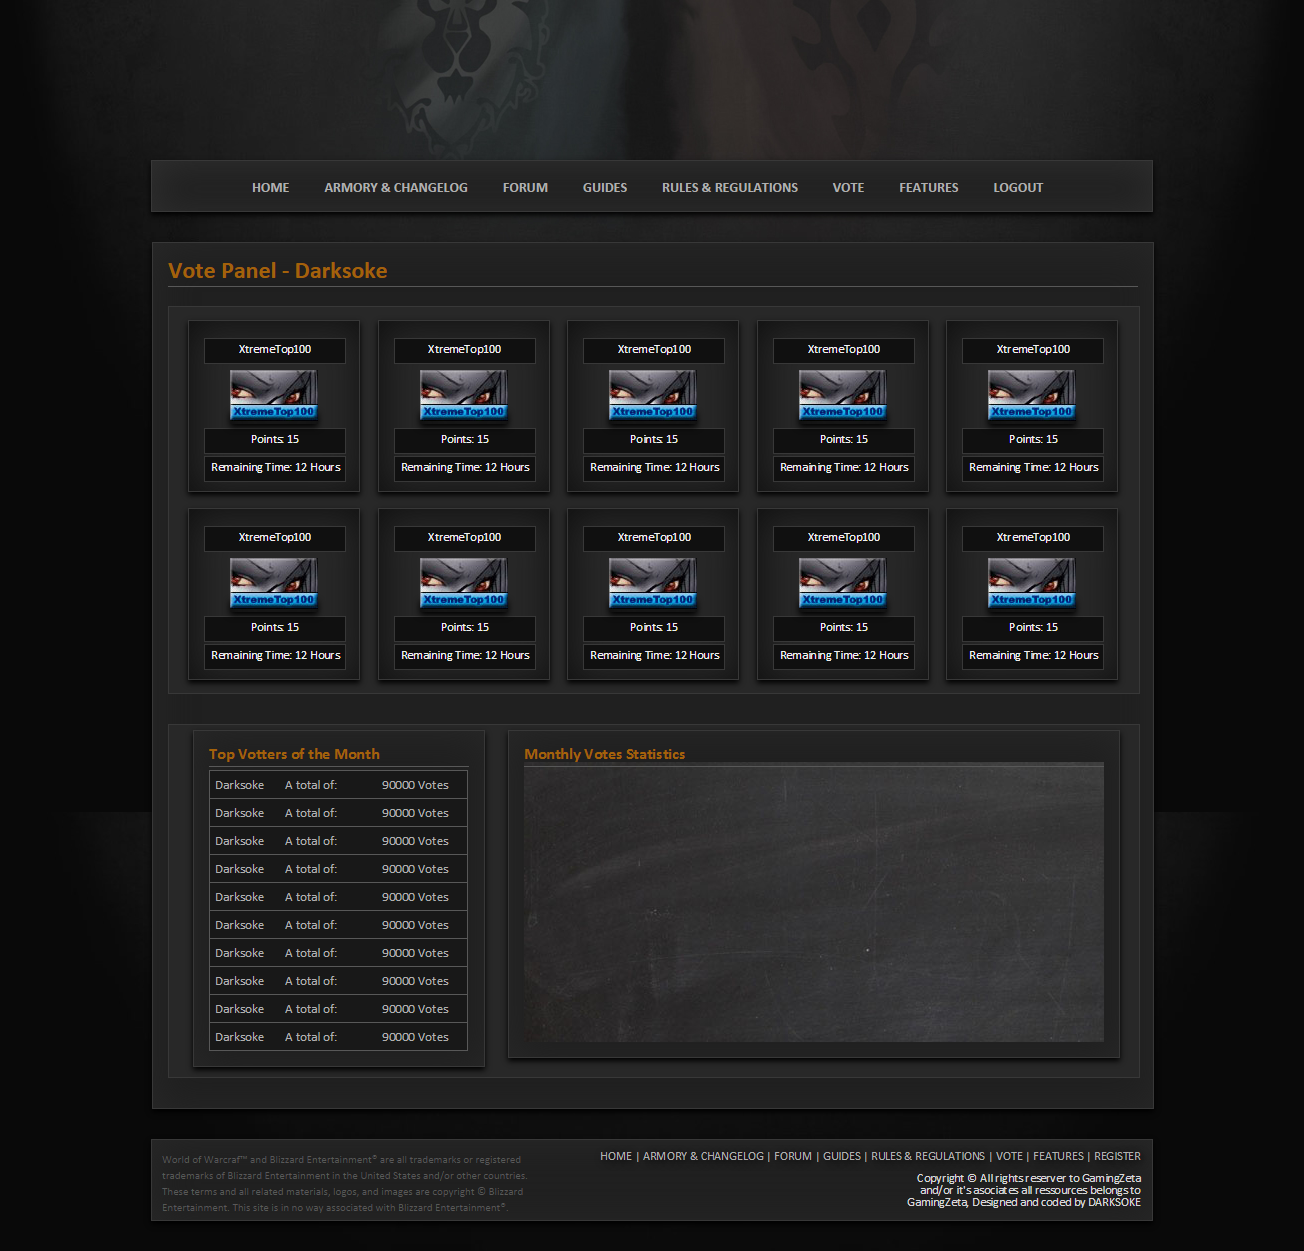 HOME ARMORY & CHANGELOG FORUM GUIDES RULES & REGULATIONS VOTE FEATURES LOGOUT
Vote Panel - Darksoke
XtremeTop100 XtremeTop100 XtremeTop100 XtremeTop100 XtremeTop100
XtremeTop100 XtremeTop100 XtremeTop100 XtremeTop100 XtremeTop100
Points: 15 Points: 15 Points: 15 Points: 15 Points: 15
Remaining Time: 12 Hours Remaining Time: 12 Hours Remaining Time: 12 Hours Remaining Time: 12 Hours Remaining Time: 12 Hours
XtremeTop100 XtremeTop100 XtremeTop100 XtremeTop100 XtremeTop100
XtremeTop100 XtremeTop100 XtremeTop100 XtremeTop100 XtremeTop100
Points: 15 Points: 15 Points: 15 Points: 15 Points: 15
Remaining Time: 12 Hours Remaining Time: 12 Hours Remaining Time: 12 Hours Remaining Time: 12 Hours Remaining Time: 12 Hours
Top Votters of the Month
Darksoke A total of: 90000 Votes
Darksoke A total of: 90000 Votes
Darksoke A total of: 90000 Votes
Darksoke A total of: 90000 Votes
Darksoke A total of: 90000 Votes
Darksoke A total of: 90000 Votes
Darksoke A total of: 90000 Votes
Darksoke A total of: 90000 Votes
Darksoke A total of: 90000 Votes
Darksoke A total of: 90000 Votes
Monthly Votes Statistics
World of Warcraf™ and Blizzard Entertainment® are all trademarks or registered
trademarks of Blizzard Entertainment in the United States and/or other countries.
These terms and all related materials, logos, and images are copyright © Blizzard
Entertainment. This site is in no way associated with Blizzard Entertainment®.
HOME | ARMORY & CHANGELOG | FORUM | GUIDES | RULES & REGULATIONS | VOTE | FEATURES | REGISTER
Copyright © All rights reserver to GamingZeta
and/or it's asociates all ressources belongs to
GamingZeta, Designed and coded by DARKSOKE